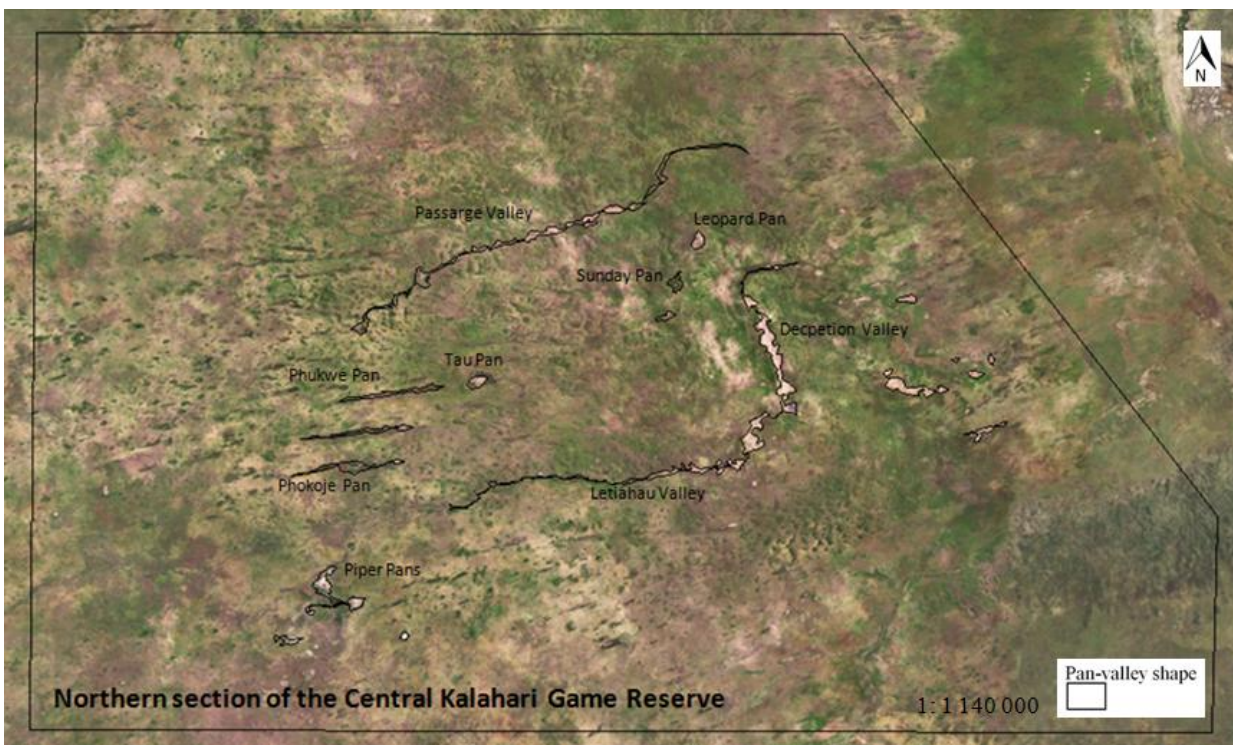 N
Passarge Valley
Leopard Pan
Sunday Pan
Decpetion Valley
Tau Pan
Phukwe Pan
Phokoje Pan
Letiahau Valley
Piper Pans
Pan-valley shape
Northern section of the Central Kalahari Game Reserve
1: 1 140 000